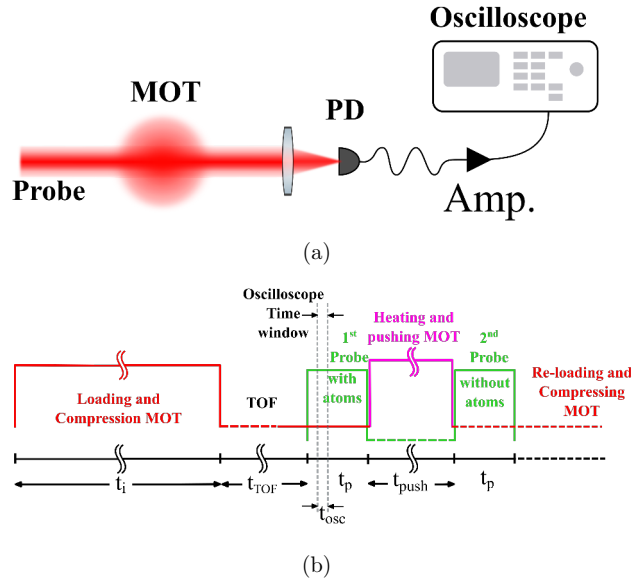 Oscilloscope
MOT
PD
Probe
Amp.
(a)
Oscilloscope
Time
window
1st
Probe
with
atoms
Heating and
pushing MOT
2nd
Probe
without
atoms
Loading and
Compression MOT
TOF
Re-loading and
Compressing
MOT
ti
tTOF
tp
tpush
tp
tosc
(b)